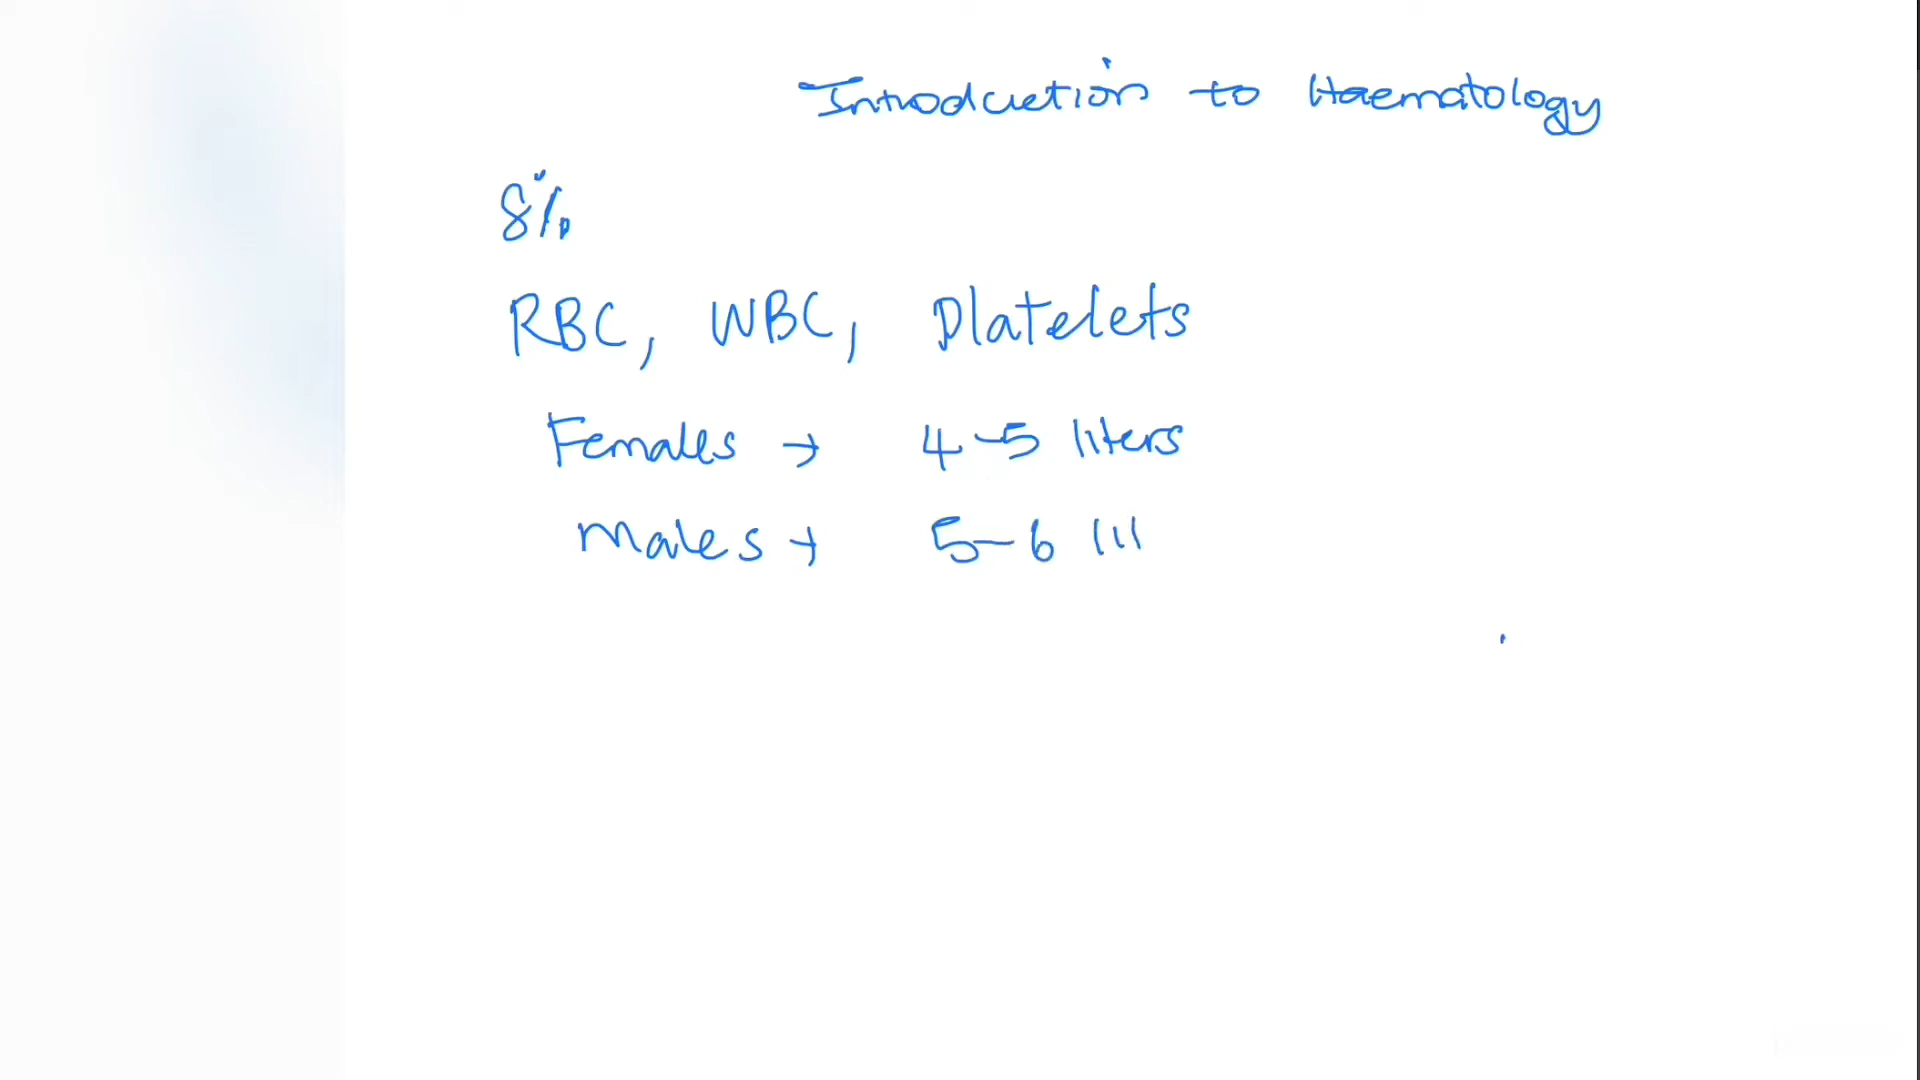 Introduction to Haematology
8%
RBC, WBC, Platelets
Females → 4-5 liters
Males → 5-6